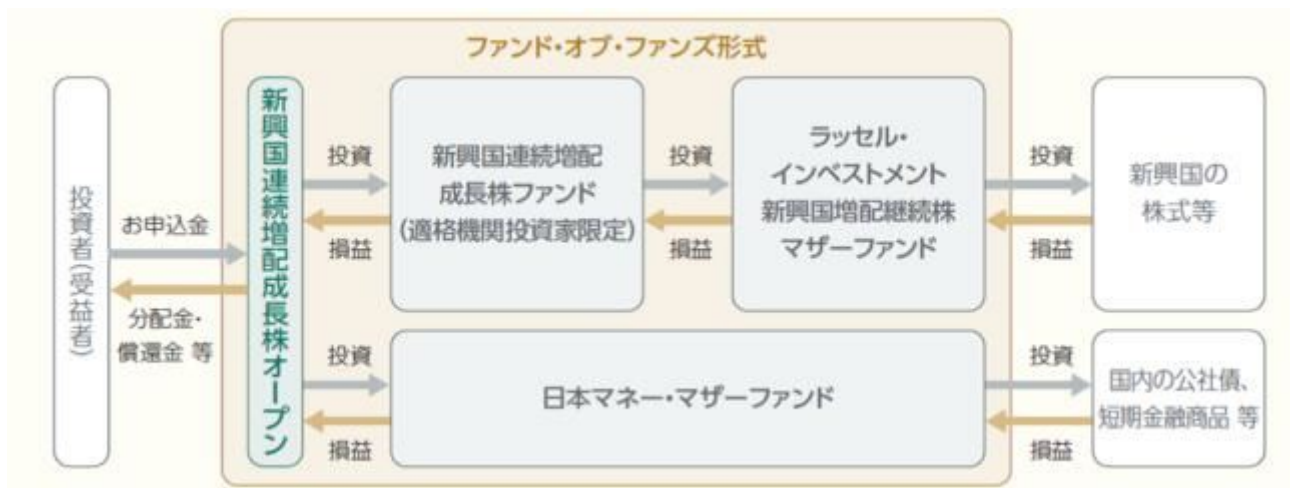 ファンド・オブ・ファンズ形式
投資者(受益者)
お申込金
分配金・
償還金 等
新興国連続増配成長株オープン
投資
損益
新興国連続増配
成長株ファンド
(適格機関投資家限定)
投資
損益
ラッセル・
インベストメント
新興国増配継続株
マザーファンド
投資
損益
新興国の
株式等
投資
損益
日本マネー・マザーファンド
投資
損益
国内の公社債、
短期金融商品 等